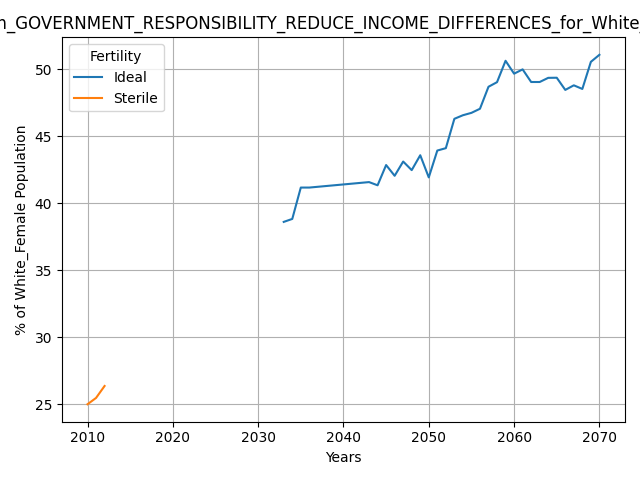 n_GOVERNMENT_RESPONSIBILITY_REDUCE_INCOME_DIFFERENCES_for_White_
Fertility
Ideal
Sterile
% of White_Female Population
50
45
40
35
30
25
2010 2020 2030 2040 2050 2060 2070
Years